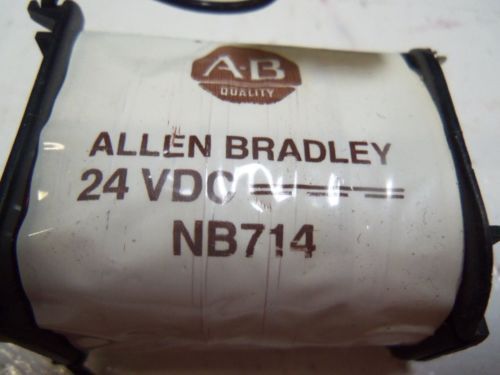 A-B
QUALITY
ALLEN BRADLEY
24 VDC
NB714